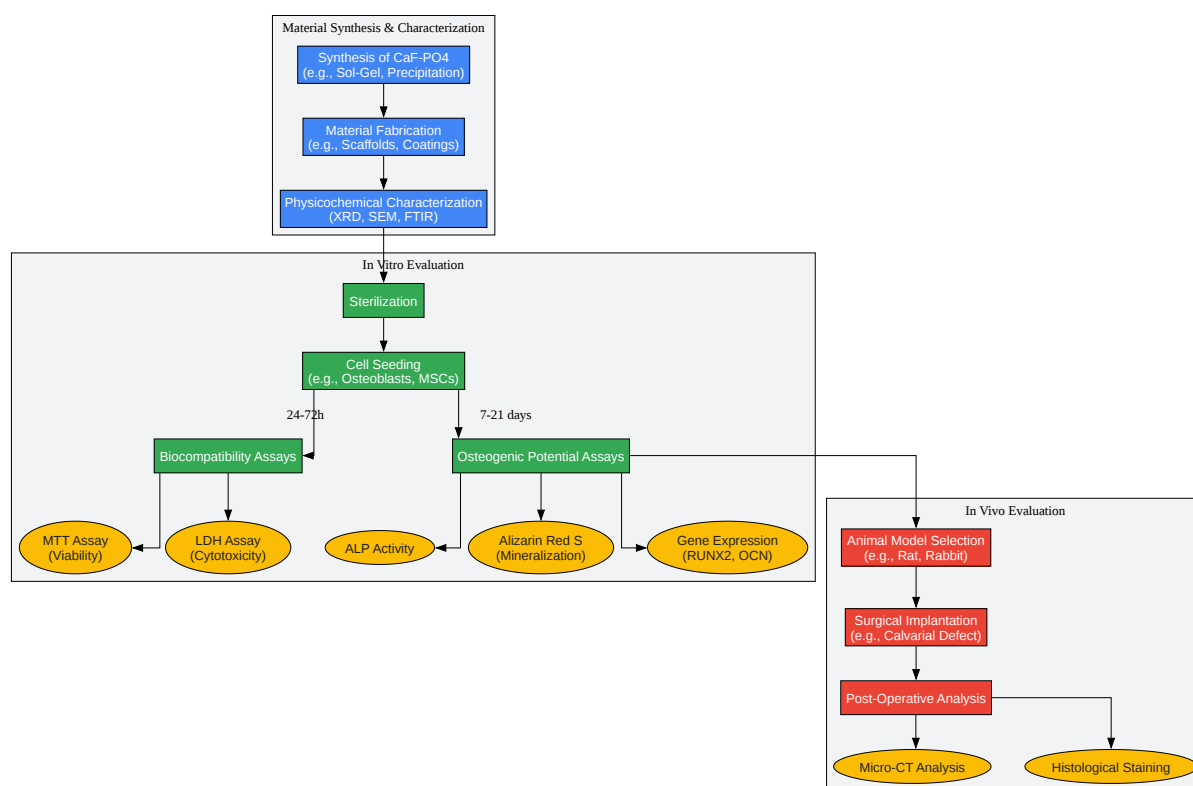 Material Synthesis & Characterization
Synthesis of CaF-PO4
(e.g., Sol-Gel, Precipitation)
Material Fabrication
(e.g., Scaffolds, Coatings)
Physicochemical Characterization
(XRD, SEM, FTIR)
In Vitro Evaluation
Sterilization
Cell Seeding
(e.g., Osteoblasts, MSCs)
24-72h
7-21 days
Biocompatibility Assays
Osteogenic Potential Assays
MTT Assay
(Viability)
LDH Assay
(Cytotoxicity)
ALP Activity
Alizarin Red S
(Mineralization)
Gene Expression
(RUNX2, OCN)
In Vivo Evaluation
Animal Model Selection
(e.g., Rat, Rabbit)
Surgical Implantation
(e.g., Calvarial Defect)
Post-Operative Analysis
Micro-CT Analysis
Histological Staining